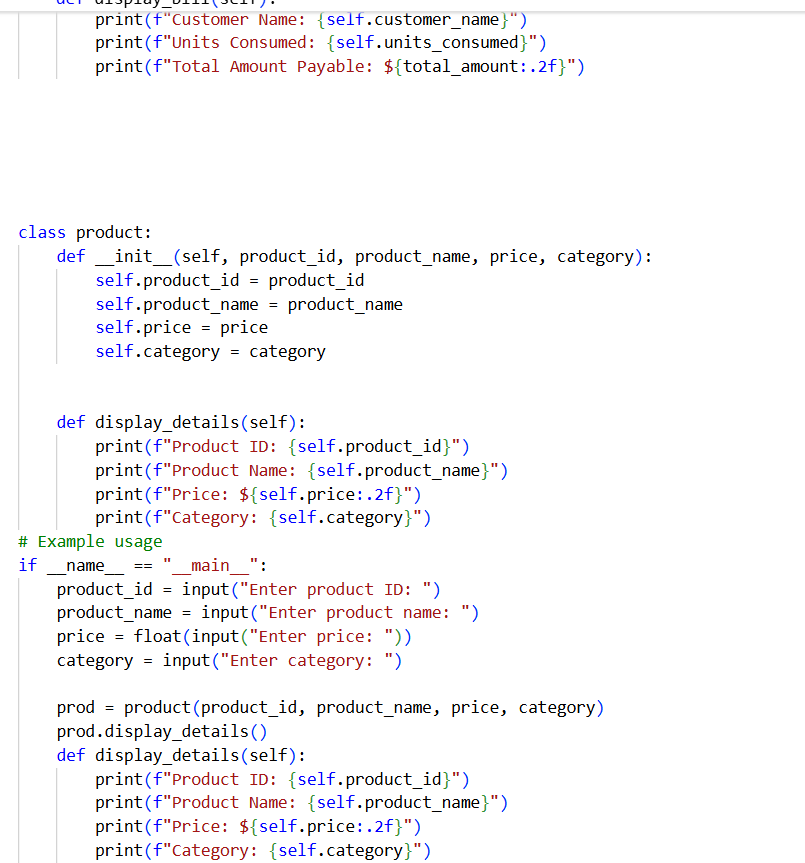 def display_bill(self):
        print(f"Customer Name: {self.customer_name}")
        print(f"Units Consumed: {self.units_consumed}")
        print(f"Total Amount Payable: ${total_amount:.2f}")
class product:
    def __init__(self, product_id, product_name, price, category):
        self.product_id = product_id
        self.product_name = product_name
        self.price = price
        self.category = category
    def display_details(self):
        print(f"Product ID: {self.product_id}")
        print(f"Product Name: {self.product_name}")
        print(f"Price: ${self.price:.2f}")
        print(f"Category: {self.category}")
# Example usage
if __name__ == "__main__":
    product_id = input("Enter product ID: ")
    product_name = input("Enter product name: ")
    price = float(input("Enter price: "))
    category = input("Enter category: ")
    prod = product(product_id, product_name, price, category)
    prod.display_details()
    def display_details(self):
        print(f"Product ID: {self.product_id}")
        print(f"Product Name: {self.product_name}")
        print(f"Price: ${self.price:.2f}")
        print(f"Category: {self.category}")